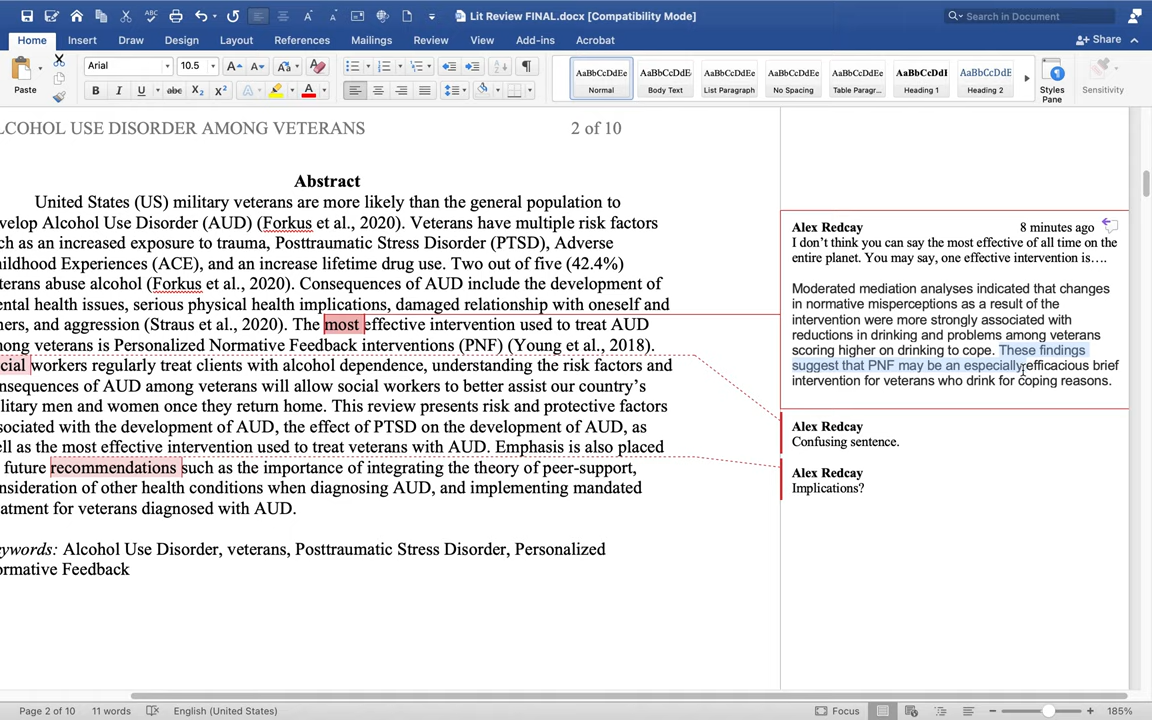 Lit Review FINAL.docx [Compatibility Mode]
Search in Document
Home Insert Draw Design Layout References Mailings Review View Add-ins Acrobat
Share
Paste
Arial 10.5
AaBbCcDdEe AaBbCcDdE AaBbCcDdEe AaBbCcDdEe AaBbCcDdEe AaBbCcDdI AaBbCcDdE
Normal Body Text List Paragraph No Spacing Table Paragr... Heading 1 Heading 2
Styles Pane
Sensitivity
LCOHOL USE DISORDER AMONG VETERANS 2 of 10
Abstract
United States (US) military veterans are more likely than the general population to
velop Alcohol Use Disorder (AUD) (Forkus et al., 2020). Veterans have multiple risk factors
ch as an increased exposure to trauma, Posttraumatic Stress Disorder (PTSD), Adverse
ildhood Experiences (ACE), and an increase lifetime drug use. Two out of five (42.4%)
terans abuse alcohol (Forkus et al., 2020). Consequences of AUD include the development of
ental health issues, serious physical health implications, damaged relationship with oneself and
hers, and aggression (Straus et al., 2020). The most effective intervention used to treat AUD
ong veterans is Personalized Normative Feedback interventions (PNF) (Young et al., 2018).
cial workers regularly treat clients with alcohol dependence, understanding the risk factors and
nsequences of AUD among veterans will allow social workers to better assist our country’s
litary men and women once they return home. This review presents risk and protective factors
sociated with the development of AUD, the effect of PTSD on the development of AUD, as
ell as the most effective intervention used to treat veterans with AUD. Emphasis is also placed
future recommendations such as the importance of integrating the theory of peer-support,
nsideration of other health conditions when diagnosing AUD, and implementing mandated
atment for veterans diagnosed with AUD.
eywords: Alcohol Use Disorder, veterans, Posttraumatic Stress Disorder, Personalized
ormative Feedback
Alex Redcay 8 minutes ago
I don’t think you can say the most effective of all time on the
entire planet. You may say, one effective intervention is….
Moderated mediation analyses indicated that changes
in normative misperceptions as a result of the
intervention were more strongly associated with
reductions in drinking and problems among veterans
scoring higher on drinking to cope. These findings
suggest that PNF may be an especially efficacious brief
intervention for veterans who drink for coping reasons.
Alex Redcay
Confusing sentence.
Alex Redcay
Implications?
Page 2 of 10 11 words English (United States) Focus 185%